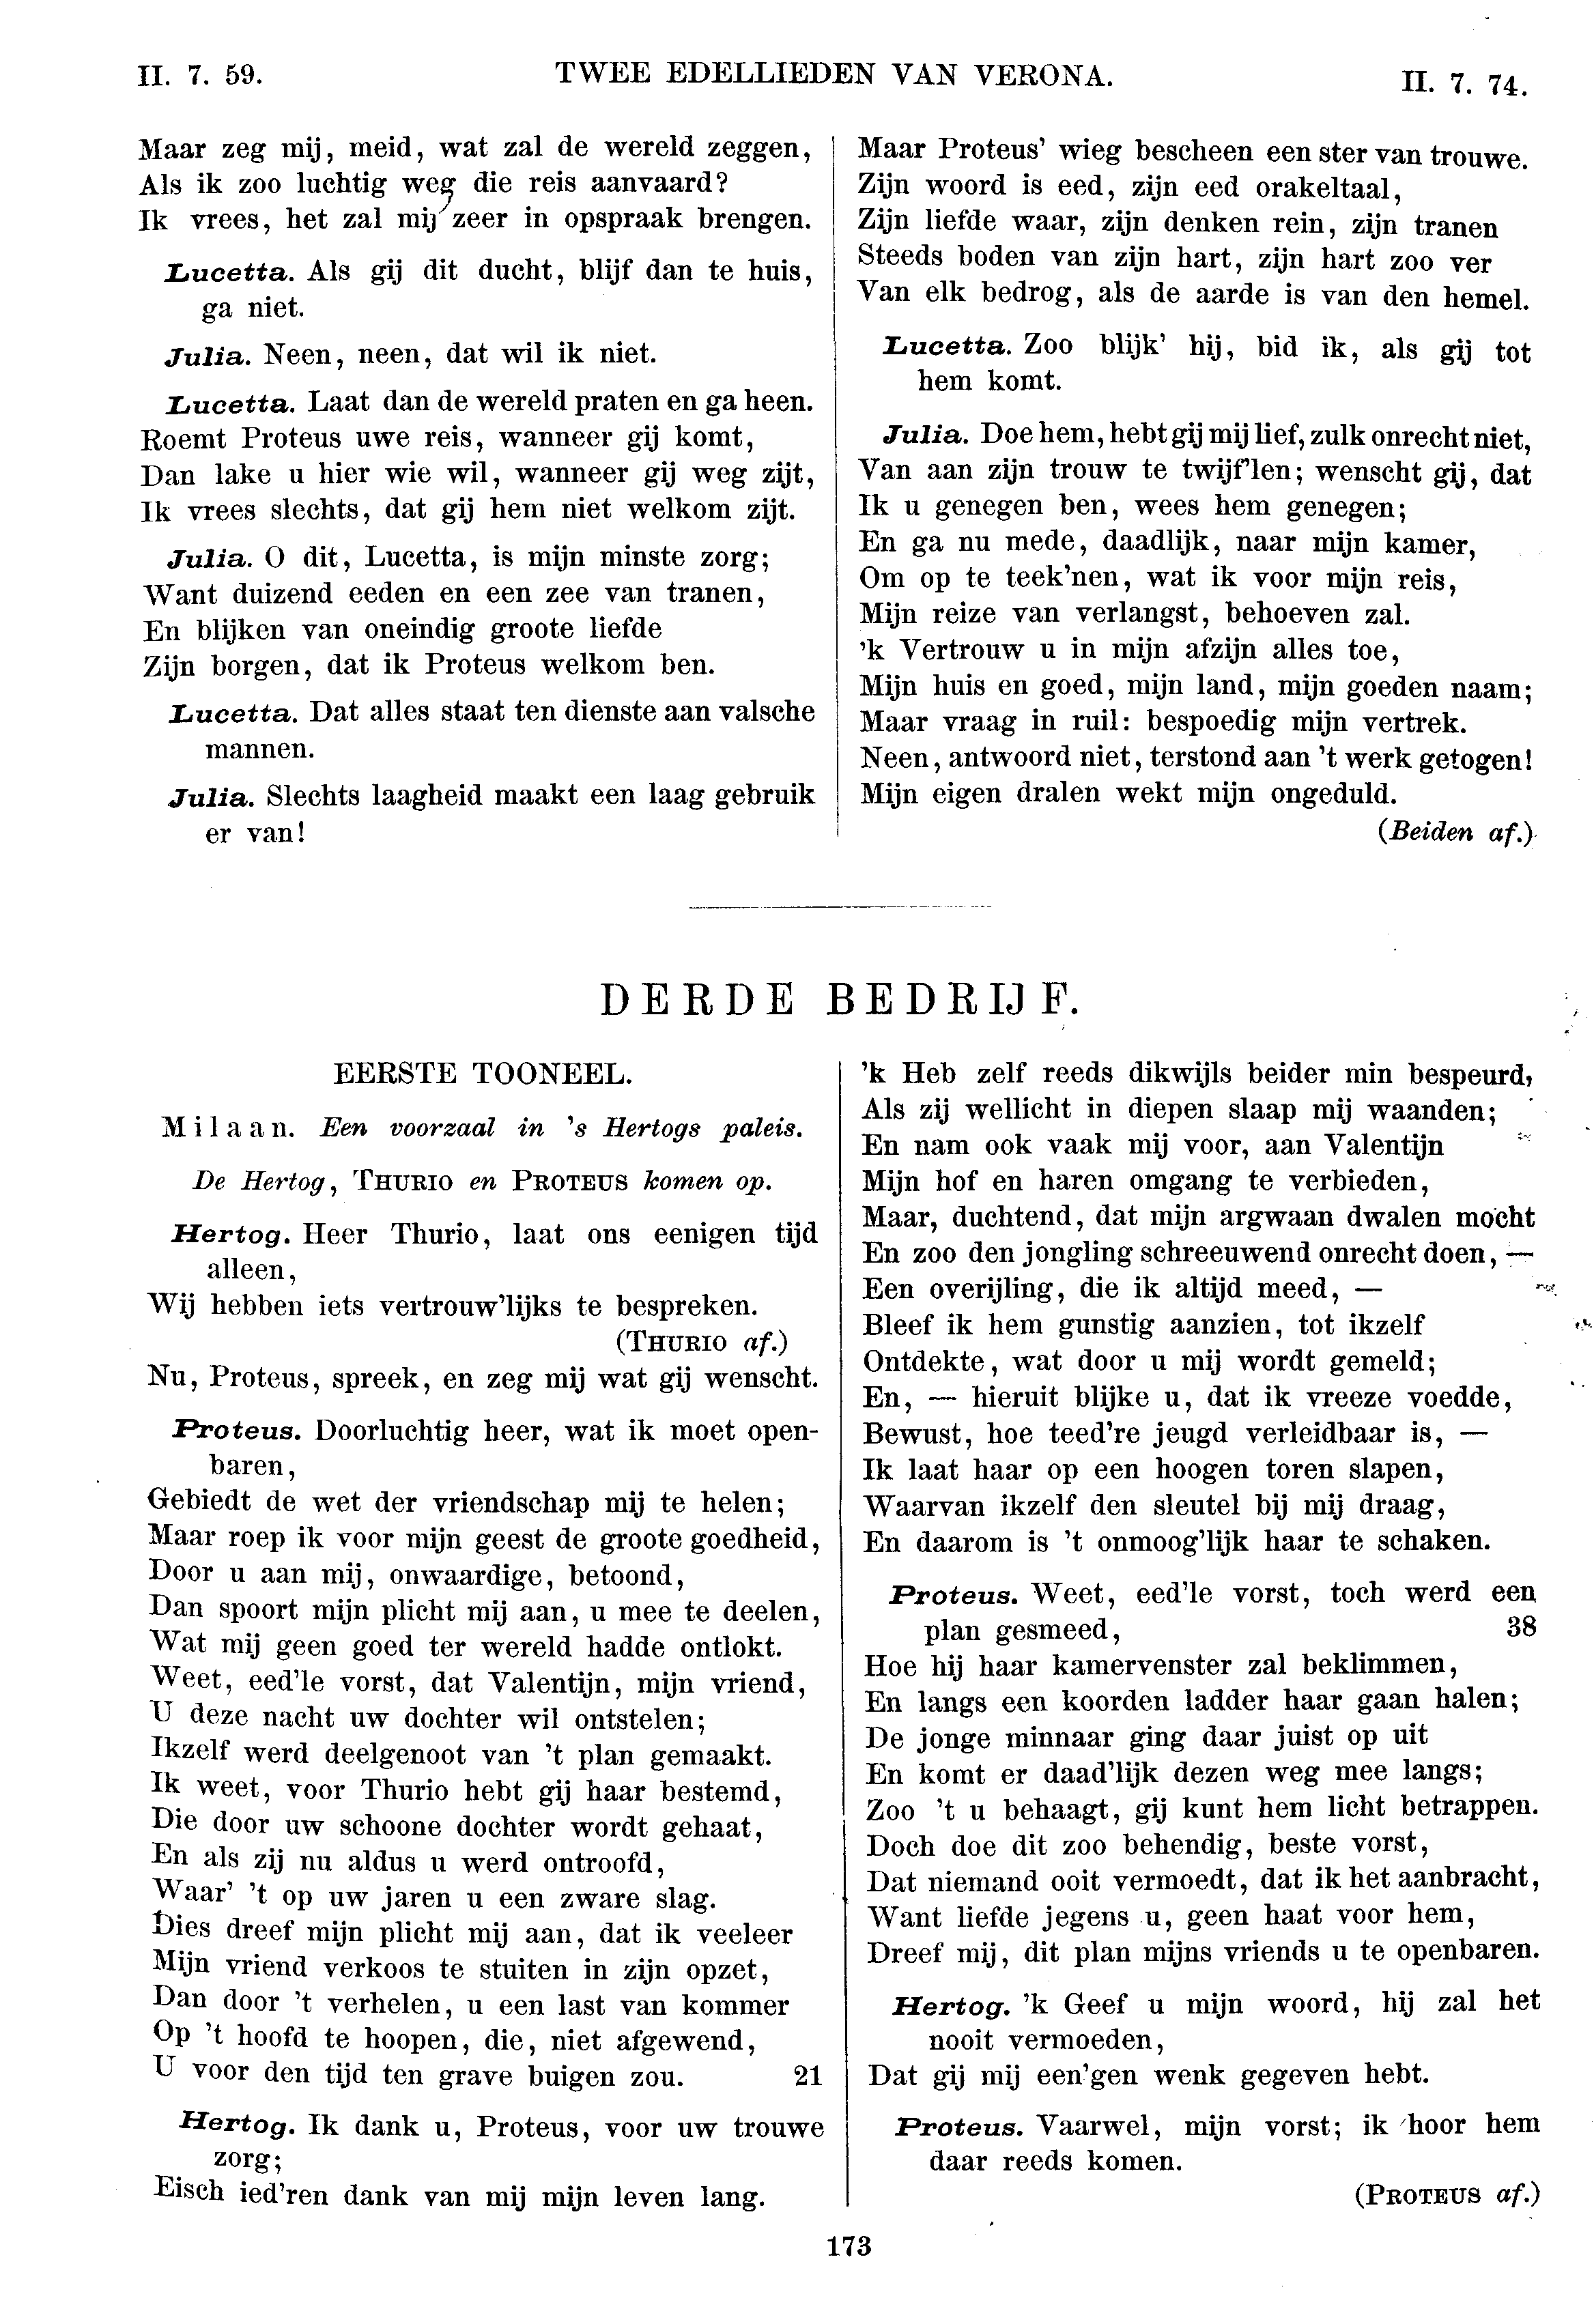 II. 7. 59.
TWEE EDELLIEDEN VAN VERONA.
II. 7. 74.
Maar zeg mij, meid, wat zal de wereld zeggen,
Als ik zoo luchtig weg die reis aanvaard?
Ik vrees, het zal mij zeer in opspraak brengen.
Lucetta. Als gij dit ducht, blijf dan te huis,
ga niet.
Julia. Neen, neen, dat wil ik niet.
Lucetta. Laat dan de wereld praten en ga heen.
Roemt Proteus uwe reis, wanneer gij komt,
Dan lake u hier wie wil, wanneer gij weg zijt,
Ik vrees slechts, dat gij hem niet welkom zijt.
Julia. O dit, Lucetta, is mijn minste zorg;
Want duizend eeden en een zee van tranen,
En blijken van oneindig groote liefde
Zijn borgen, dat ik Proteus welkom ben.
Lucetta. Dat alles staat ten dienste aan valsche
mannen.
Julia. Slechts laagheid maakt een laag gebruik
er van!
Maar Proteus' wieg bescheen een ster van trouwe.
Zijn woord is eed, zijn eed orakeltaal,
Zijn liefde waar, zijn denken rein, zijn tranen
Steeds boden van zijn hart, zijn hart zoo ver
Van elk bedrog, als de aarde is van den hemel.
Lucetta. Zoo blijk' hij, bid ik, als gij tot
hem komt.
Julia. Doe hem, hebt gij mij lief, zulk onrecht niet,
Van aan zijn trouw te twijf'len; wenscht gij, dat
Ik u genegen ben, wees hem genegen;
En ga nu mede, daadlijk, naar mijn kamer,
Om op te teek'nen, wat ik voor mijn reis,
Mijn reize van verlangst, behoeven zal.
'k Vertrouw u in mijn afzijn alles toe,
Mijn huis en goed, mijn land, mijn goeden naam;
Maar vraag in ruil: bespoedig mijn vertrek.
Neen, antwoord niet, terstond aan 't werk getogen!
Mijn eigen dralen wekt mijn ongeduld.
(Beiden af.)
DERDE BEDRIJF.
EERSTE TOONEEL.
Milaan. Een voorzaal in 's Hertogs paleis.
De Hertog, THURIO en PROTEUS komen op.
Hertog. Heer Thurio, laat ons eenigen tijd
alleen,
Wij hebben iets vertrouw'lijks te bespreken.
(THURIO af.)
Nu, Proteus, spreek, en zeg mij wat gij wenscht.
Proteus. Doorluchtig heer, wat ik moet open-
baren,
Gebiedt de wet der vriendschap mij te helen;
Maar roep ik voor mijn geest de groote goedheid,
Door u aan mij, onwaardige, betoond,
Dan spoort mijn plicht mij aan, u mee te deelen,
Wat mij geen goed ter wereld hadde ontlokt.
Weet, eed'le vorst, dat Valentijn, mijn vriend,
U deze nacht uw dochter wil ontstelen;
Ikzelf werd deelgenoot van 't plan gemaakt.
Ik weet, voor Thurio hebt gij haar bestemd,
Die door uw schoone dochter wordt gehaat,
En als zij nu aldus u werd ontroofd,
Waar' 't op uw jaren u een zware slag.
Dies dreef mijn plicht mij aan, dat ik veeleer
Mijn vriend verkoos te stuiten in zijn opzet,
Dan door 't verhelen, u een last van kommer
Op 't hoofd te hoopen, die, niet afgewend,
U voor den tijd ten grave buigen zou. 21
Hertog. Ik dank u, Proteus, voor uw trouwe
zorg;
Eisch ied'ren dank van mij mijn leven lang.
'k Heb zelf reeds dikwijls beider min bespeurd,
Als zij wellicht in diepen slaap mij waanden;
En nam ook vaak mij voor, aan Valentijn
Mijn hof en haren omgang te verbieden,
Maar, duchtend, dat mijn argwaan dwalen mocht
En zoo den jongling schreeuwend onrecht doen, —
Een overijling, die ik altijd meed, —
Bleef ik hem gunstig aanzien, tot ikzelf
Ontdekte, wat door u mij wordt gemeld;
En, — hieruit blijke u, dat ik vreeze voedde,
Bewust, hoe teed're jeugd verleidbaar is, —
Ik laat haar op een hoogen toren slapen,
Waarvan ikzelf den sleutel bij mij draag,
En daarom is 't onmoog'lijk haar te schaken.
Proteus. Weet, eed'le vorst, toch werd een
plan gesmeed, 38
Hoe hij haar kamervenster zal beklimmen,
En langs een koorden ladder haar gaan halen;
De jonge minnaar ging daar juist op uit
En komt er daad'lijk dezen weg mee langs;
Zoo 't u behaagt, gij kunt hem licht betrappen.
Doch doe dit zoo behendig, beste vorst,
Dat niemand ooit vermoedt, dat ik het aanbracht,
Want liefde jegens u, geen haat voor hem,
Dreef mij, dit plan mijns vriends u te openbaren.
Hertog. 'k Geef u mijn woord, hij zal het
nooit vermoeden,
Dat gij mij een'gen wenk gegeven hebt.
Proteus. Vaarwel, mijn vorst; ik hoor hem
daar reeds komen.
(PROTEUS af.)
173